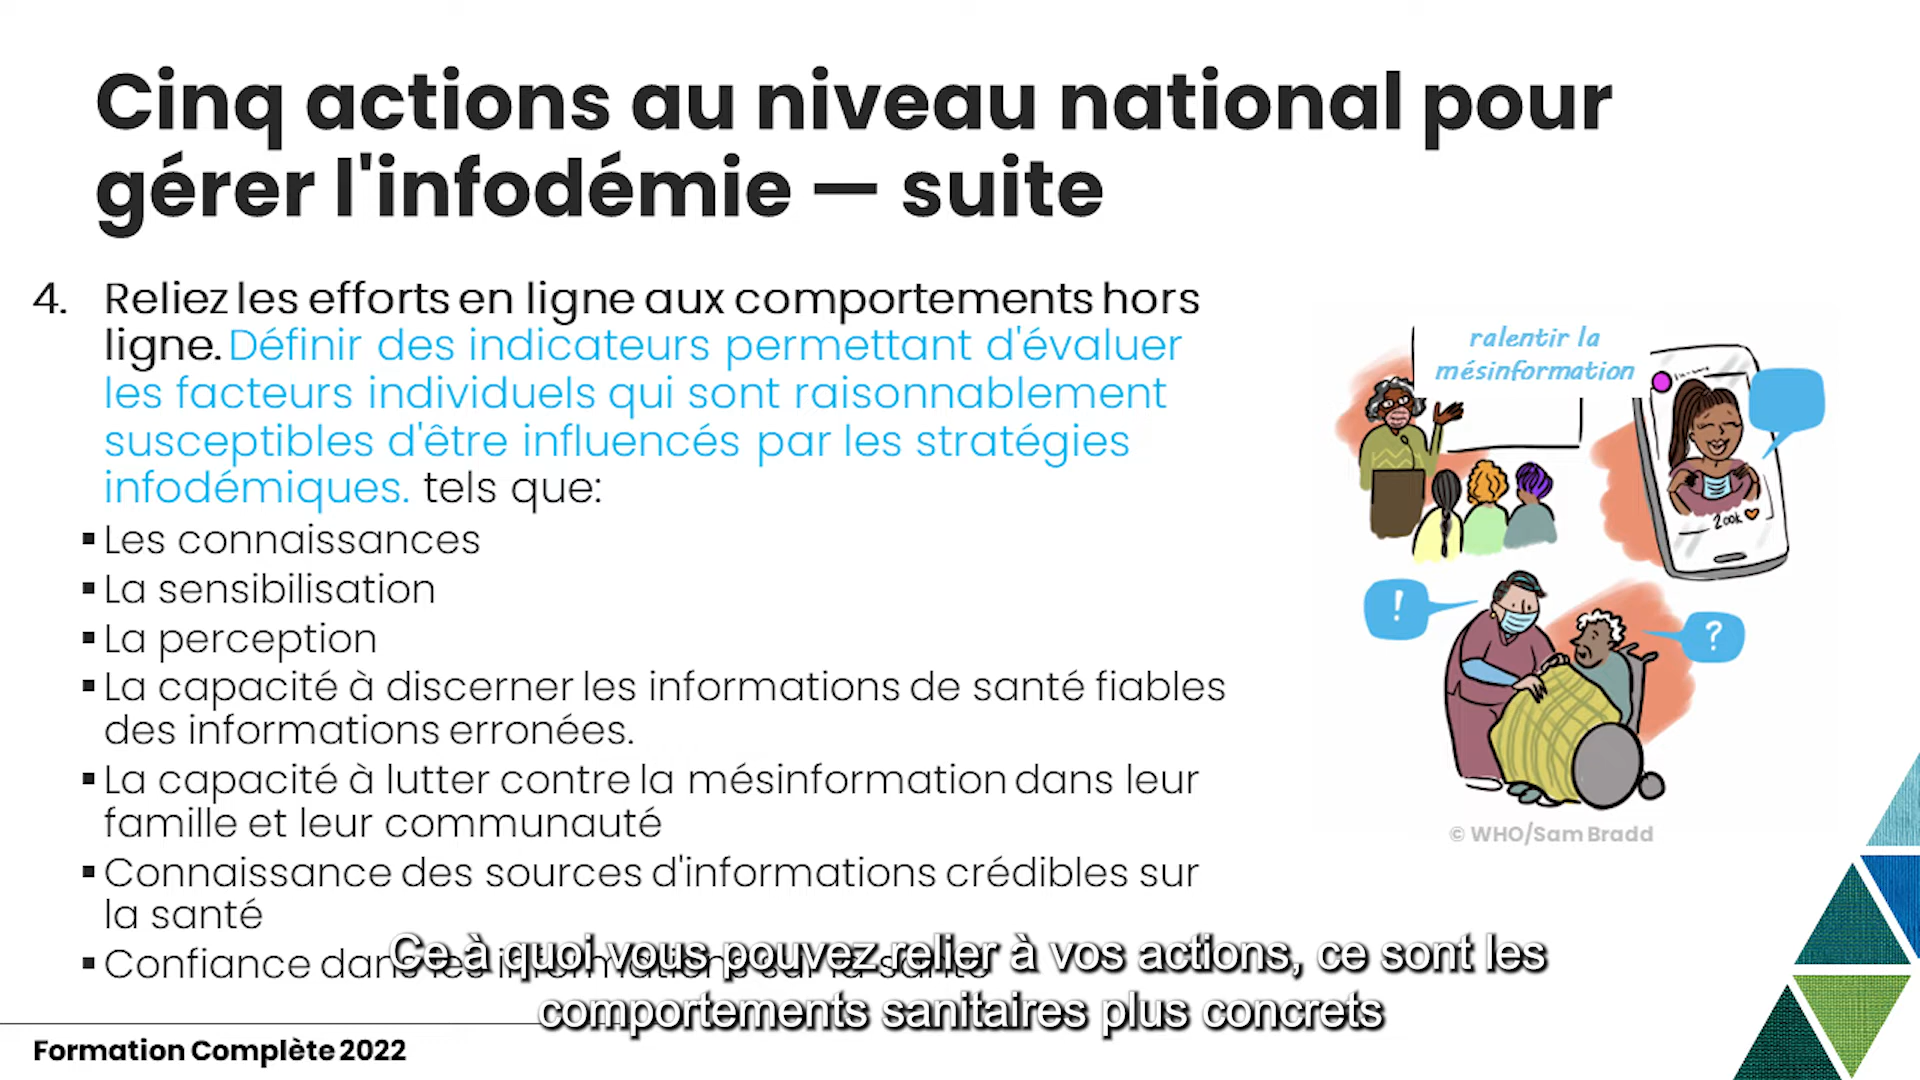 Cinq actions au niveau national pour
gérer l'infodémie — suite
4. Reliez les efforts en ligne aux comportements hors
ligne. Définir des indicateurs permettant d'évaluer
les facteurs individuels qui sont raisonnablement
susceptibles d'être influencés par les stratégies
infodémiques. tels que:
▪ Les connaissances
▪ La sensibilisation
▪ La perception
▪ La capacité à discerner les informations de santé fiables
des informations erronées.
▪ La capacité à lutter contre la mésinformation dans leur
famille et leur communauté
▪ Connaissance des sources d'informations crédibles sur
la santé
▪ Confiance dans les informations sur la santé
ralentir la
mésinformation
200k
!
?
© WHO/Sam Bradd
Ce à quoi vous pouvez relier à vos actions, ce sont les
comportements sanitaires plus concrets
Formation Complète 2022